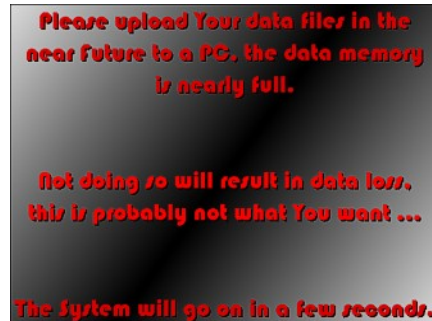 Please upload Your data files in the
near Future to a PC, the data memory
is nearly full.
Not doing so will result in data loss,
this is probably not what You want ...
The System will go on in a few seconds.